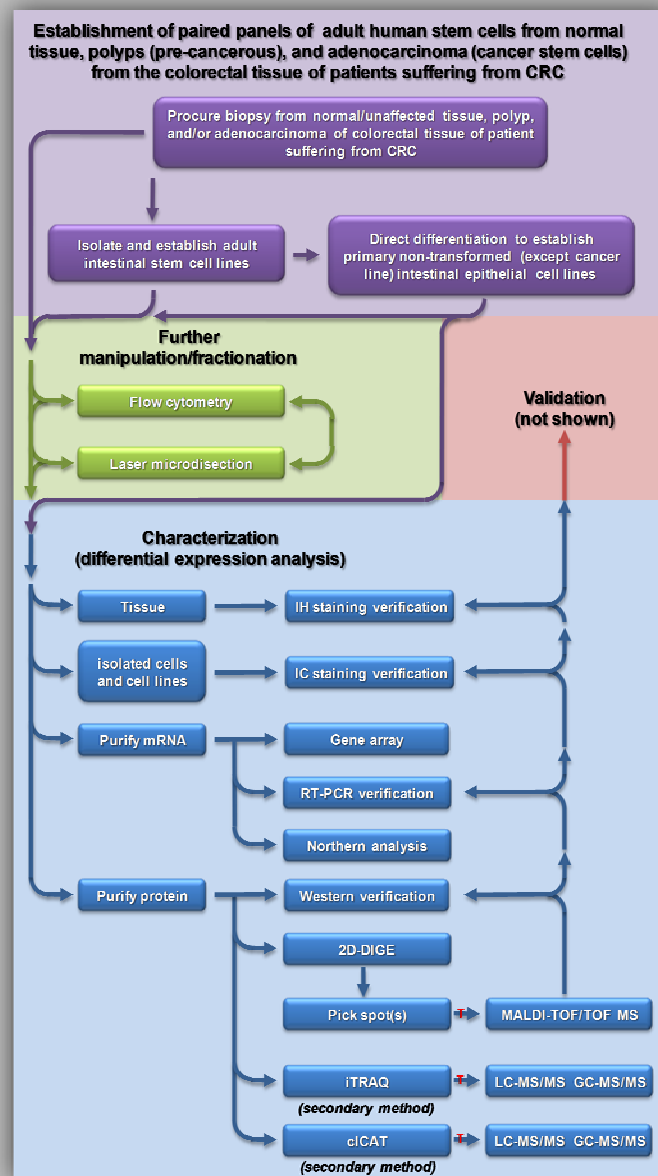 Establishment of paired panels of adult human stem cells from normal
tissue, polyps (pre-cancerous), and adenocarcinoma (cancer stem cells)
from the colorectal tissue of patients suffering from CRC
Procure biopsy from normal/unaffected tissue, polyp,
and/or adenocarcinoma of colorectal tissue of patient
suffering from CRC
Isolate and establish adult
intestinal stem cell lines
Direct differentiation to establish
primary non-transformed (except cancer
line) intestinal epithelial cell lines
Further
manipulation/fractionation
Flow cytometry
Laser microdisection
Validation
(not shown)
Characterization
(differential expression analysis)
Tissue
IH staining verification
isolated cells
and cell lines
IC staining verification
Purify mRNA
Gene array
RT-PCR verification
Northern analysis
Purify protein
Western verification
2D-DIGE
Pick spot(s)
T
MALDI-TOF/TOF MS
iTRAQ
T
LC-MS/MS GC-MS/MS
(secondary method)
cICAT
T
LC-MS/MS GC-MS/MS
(secondary method)